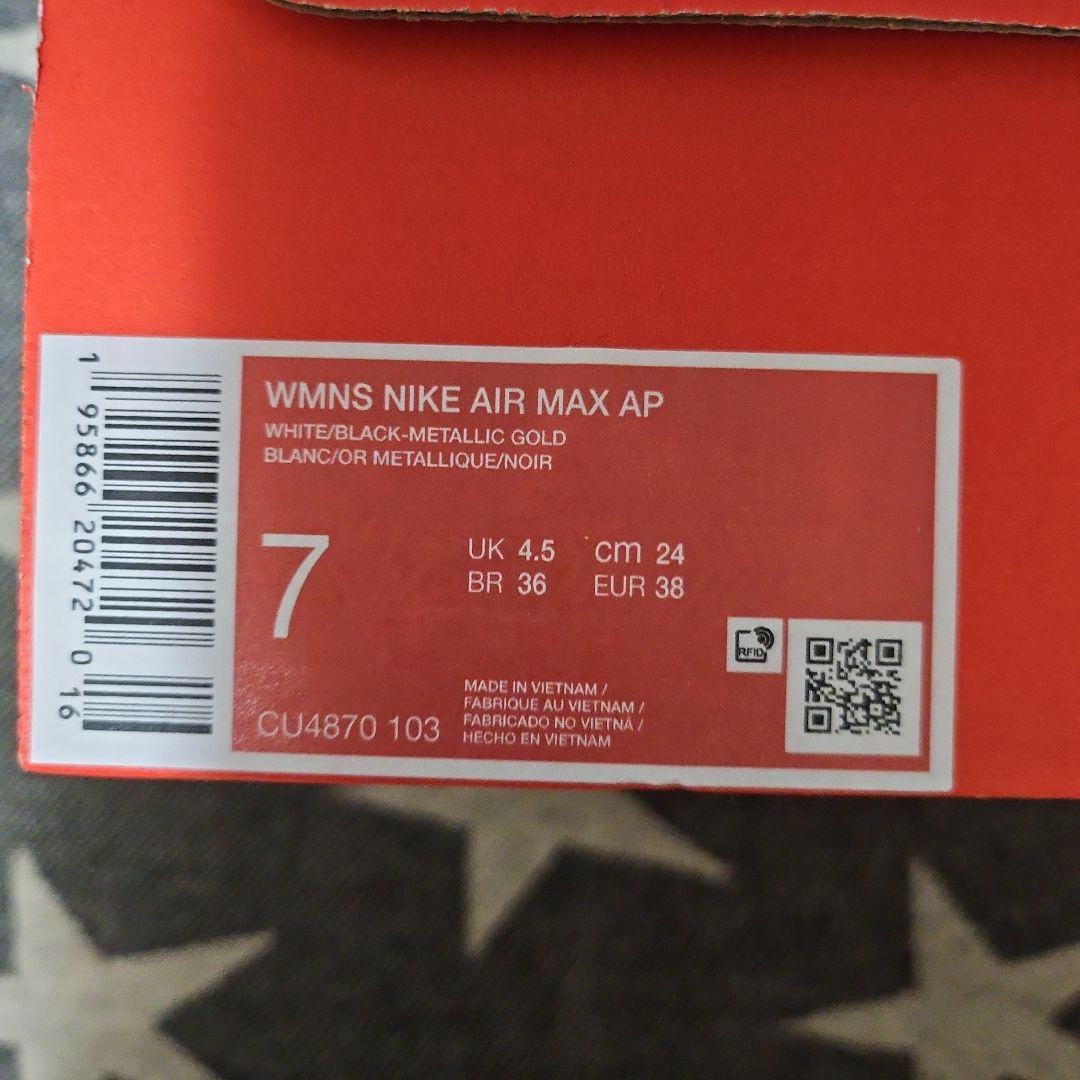 WMNS NIKE AIR MAX AP
WHITE/BLACK-METALLIC GOLD
BLANC/OR METALLIQUE/NOIR
7
UK 4.5 cm 24
BR 36 EUR 38
RFID
CU4870 103
MADE IN VIETNAM /
FABRIQUE AU VIETNAM /
FABRICADO NO VIETNÃ /
HECHO EN VIETNAM
1 95866 20472 0 16